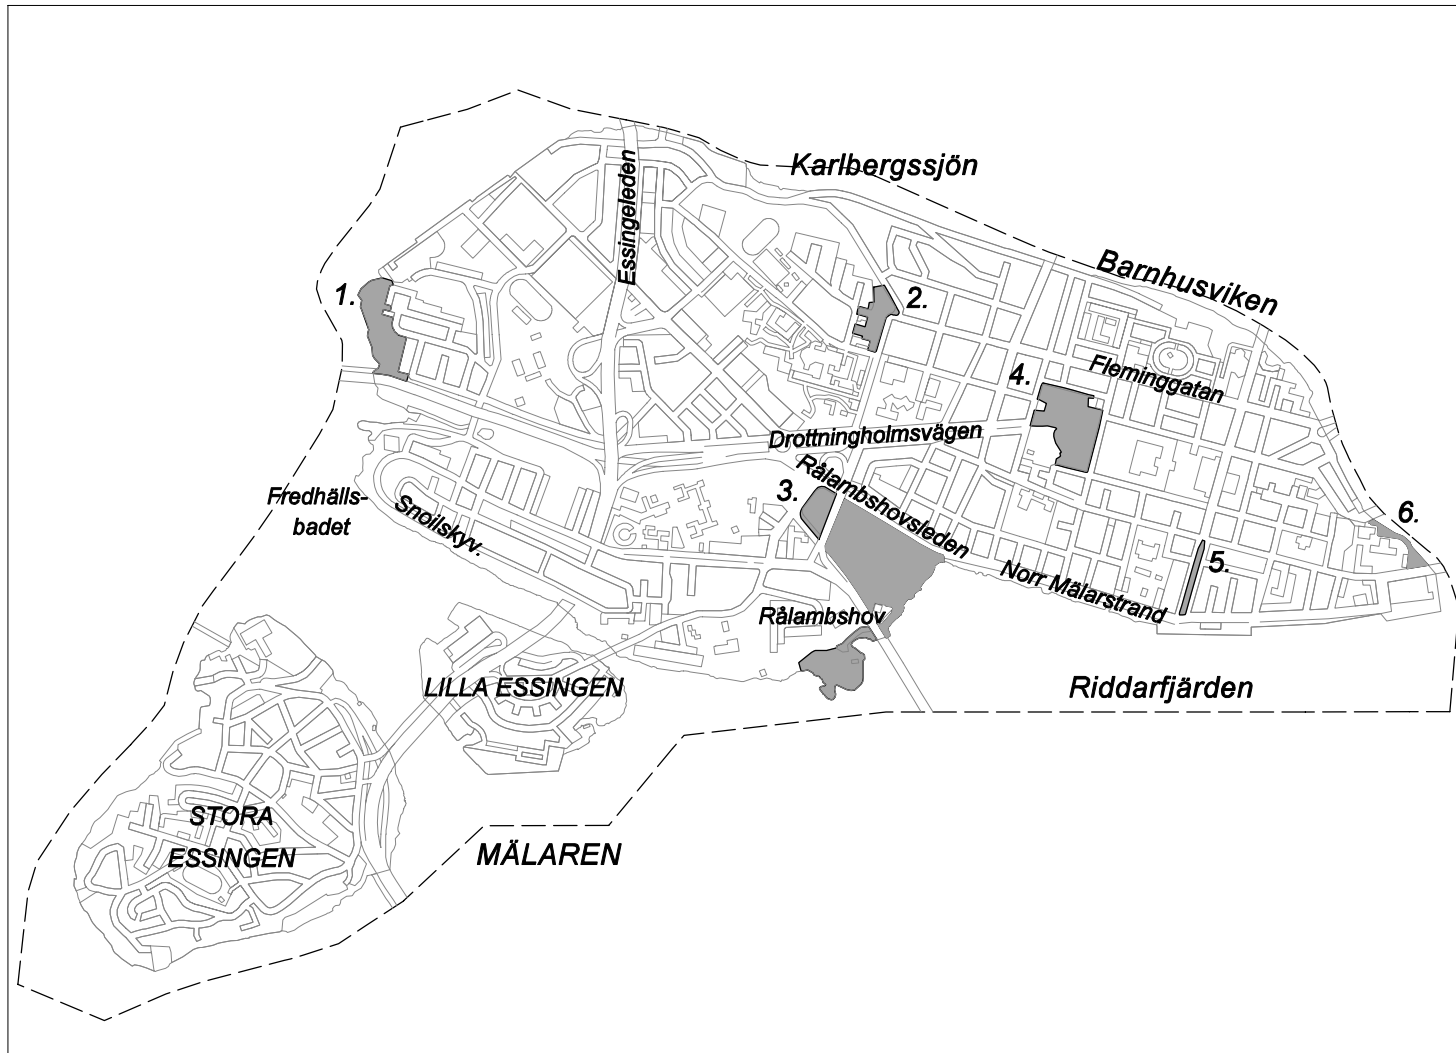 Karlbergssjön
Essingeleden
Barnhusviken
1.
2.
Fleminggatan
4.
Drottningholmsvägen
Rålambshovsleden
3.
Fredhälls-
badet
Snoilskyv.
6.
5.
Norr Mälarstrand
Rålambshov
LILLA ESSINGEN
Riddarfjärden
STORA
ESSINGEN
MÄLAREN